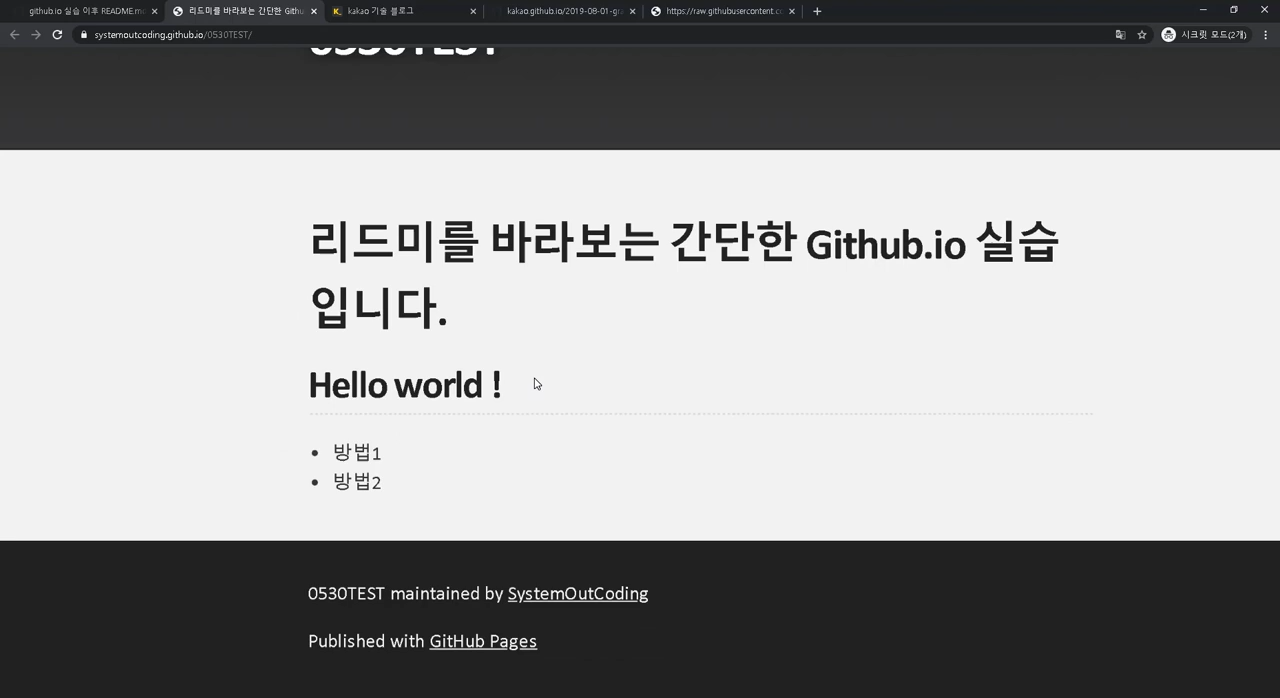 github.io 실습 이후 README.m
리드미를 바라보는 간단한 Githu
kakao 기술 블로그
kakao.github.io/2019-08-01-gra
https://raw.githubusercontent.c
systemoutcoding.github.io/0530TEST/
시크릿 모드(2개)
0530TEST
리드미를 바라보는 간단한 Github.io 실습
입니다.
Hello world !
• 방법1
• 방법2
0530TEST maintained by SystemOutCoding
Published with GitHub Pages